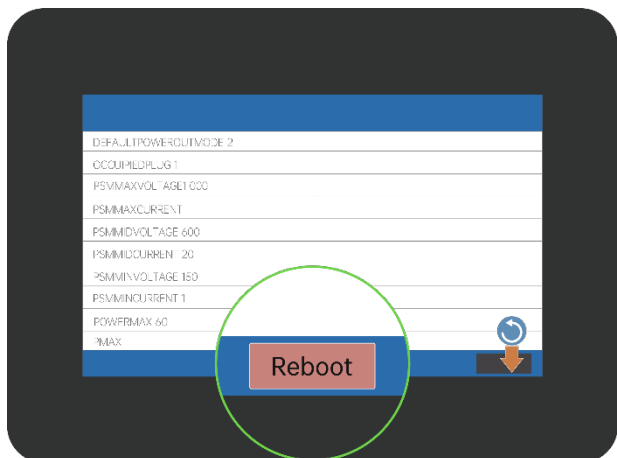 DEFAULTPOWEROUTMODE 2
OCCUPIEDPLUG 1
PSMMAXVOLTAGE1000
PSMMAXCURRENT
PSMMIDVOLTAGE 600
PSMMIDCURRENT 20
PSMMINVOLTAGE 150
PSMMINCURRENT 1
POWERMAX 60
PMAX
Reboot